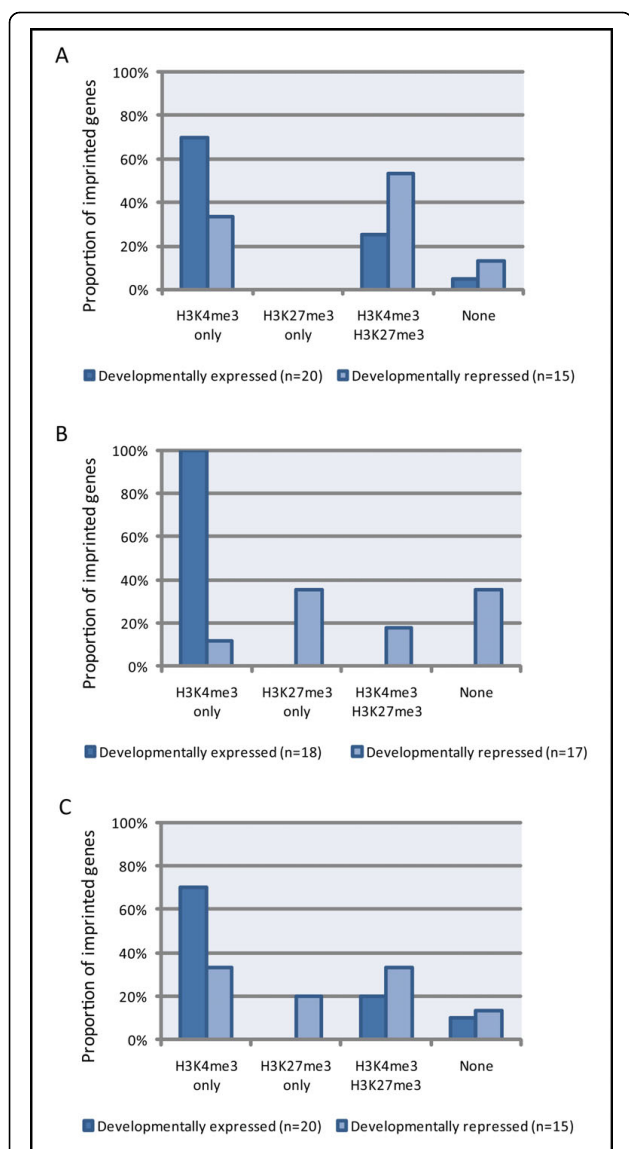 A
Proportion of imprinted genes
100%
80%
60%
40%
20%
0%
H3K4me3 only
H3K27me3 only
H3K4me3 H3K27me3
None
Developmentally expressed (n=20)
Developmentally repressed (n=15)
B
Proportion of imprinted genes
100%
80%
60%
40%
20%
0%
H3K4me3 only
H3K27me3 only
H3K4me3 H3K27me3
None
Developmentally expressed (n=18)
Developmentally repressed (n=17)
C
Proportion of imprinted genes
100%
80%
60%
40%
20%
0%
H3K4me3 only
H3K27me3 only
H3K4me3 H3K27me3
None
Developmentally expressed (n=20)
Developmentally repressed (n=15)